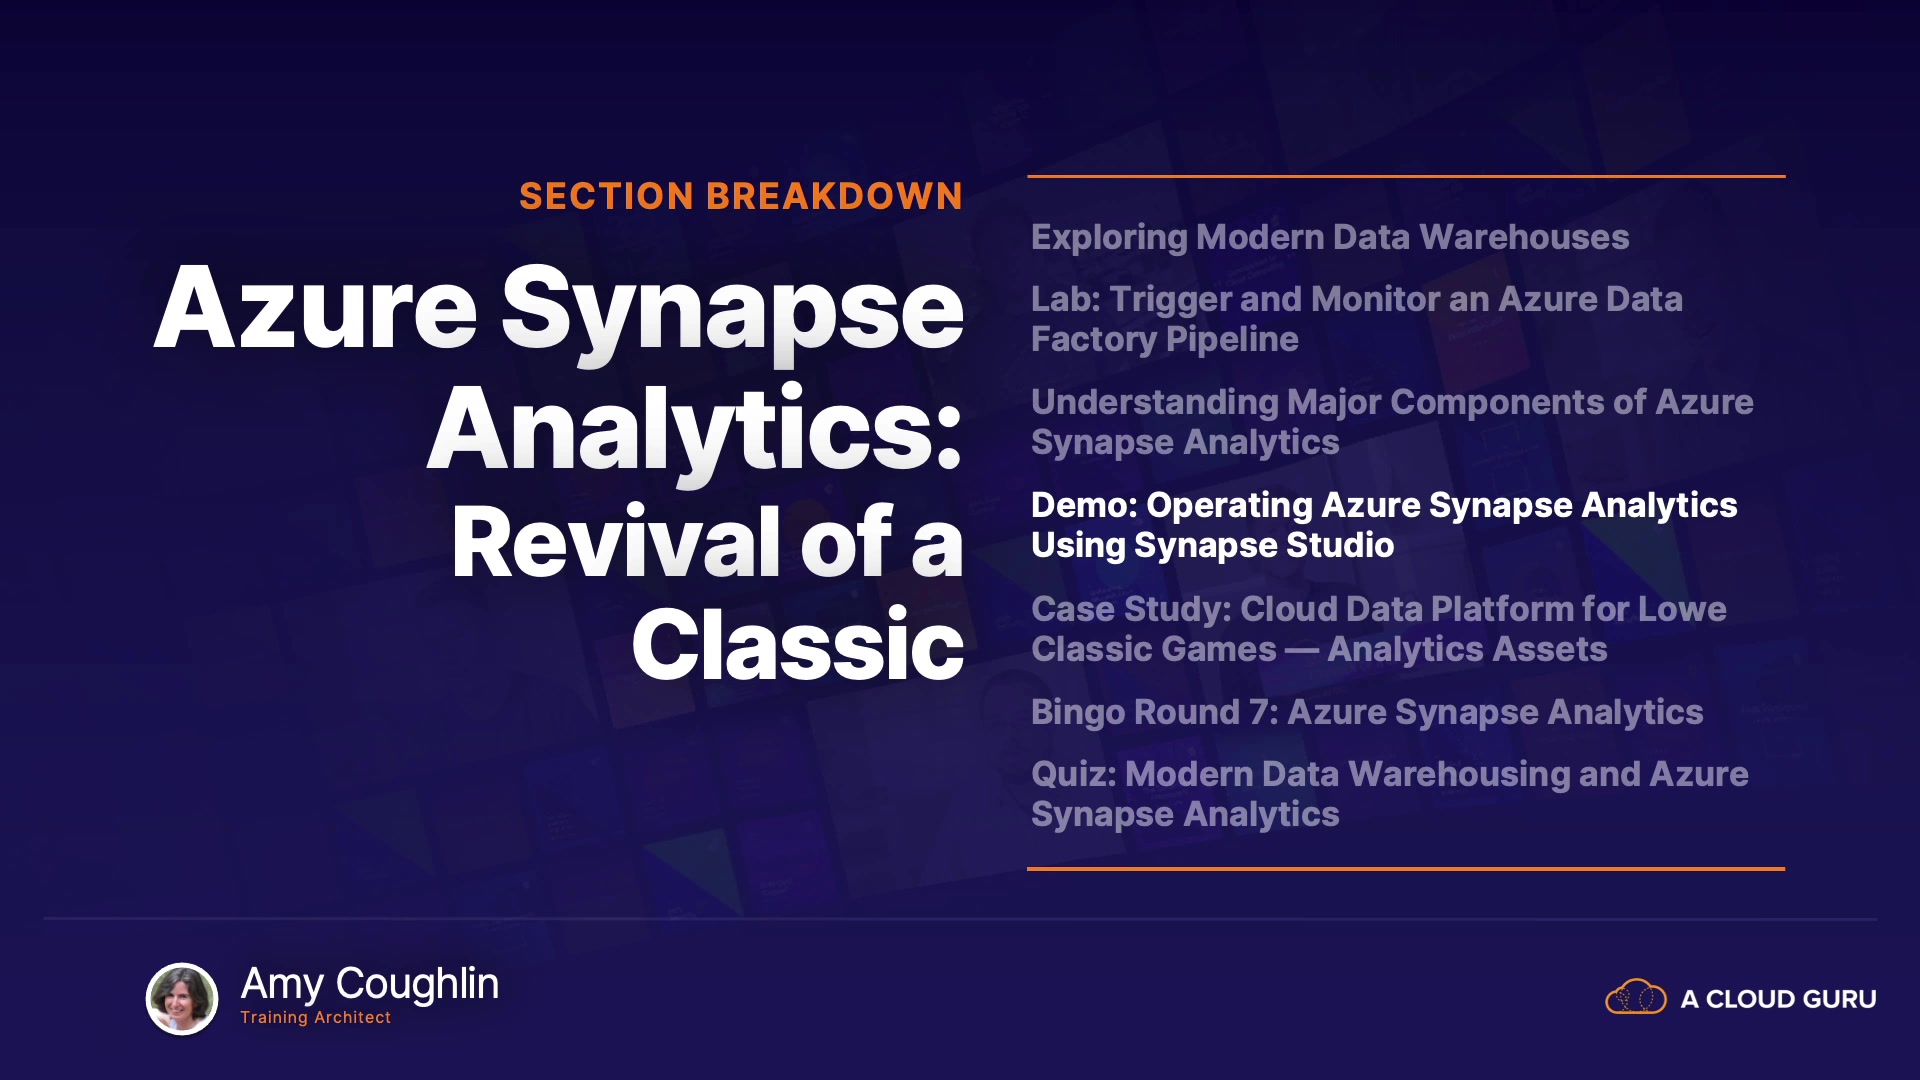 SECTION BREAKDOWN
Azure Synapse
Analytics:
Revival of a
Classic
Exploring Modern Data Warehouses
Lab: Trigger and Monitor an Azure Data
Factory Pipeline
Understanding Major Components of Azure
Synapse Analytics
Demo: Operating Azure Synapse Analytics
Using Synapse Studio
Case Study: Cloud Data Platform for Lowe
Classic Games — Analytics Assets
Bingo Round 7: Azure Synapse Analytics
Quiz: Modern Data Warehousing and Azure
Synapse Analytics
Amy Coughlin
Training Architect
A CLOUD GURU